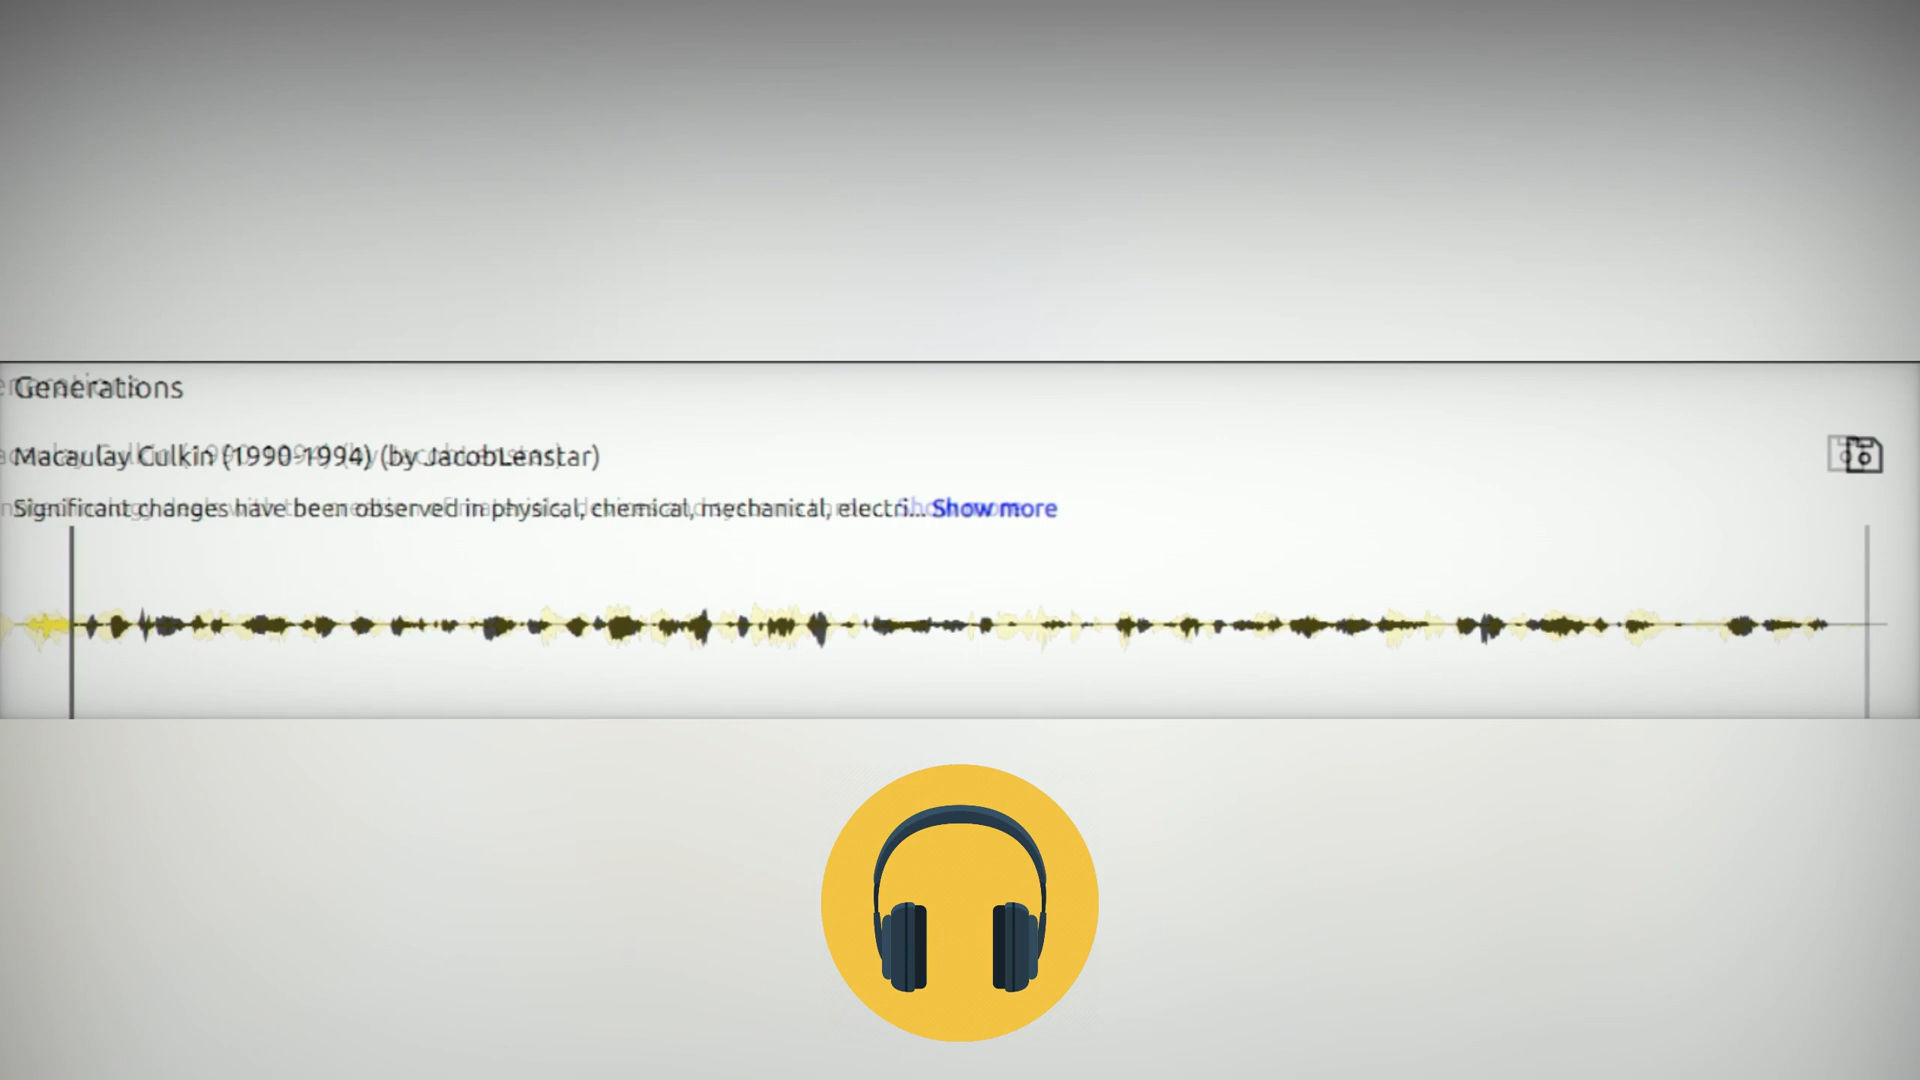 Generations
Macaulay Culkin (1990-1994) (by JacobLenstar)
Significant changes have been observed in physical, chemical, mechanical, electri... Show more